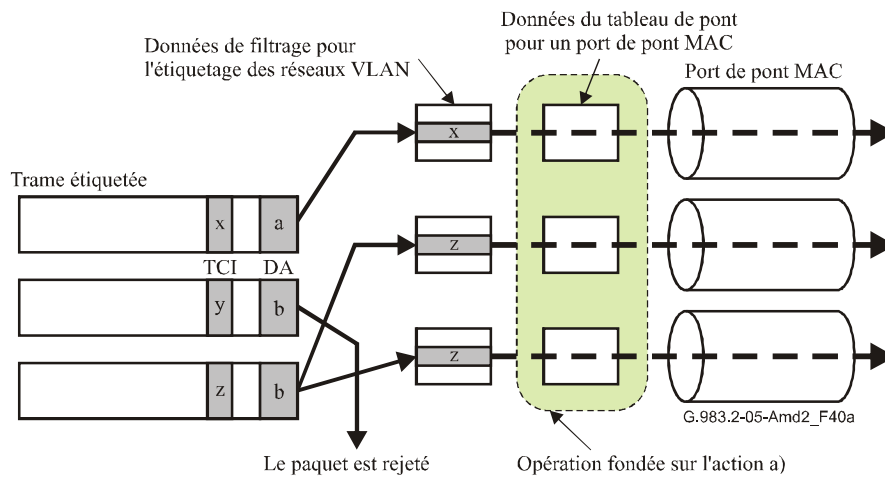 Données du tableau de pont
pour un port de pont MAC
Données de filtrage pour
l'étiquetage des réseaux VLAN
Port de pont MAC
x
Trame étiquetée
x a
z
TCI DA
y b
z
z b
G.983.2-05-Amd2_F40a
Le paquet est rejeté
Opération fondée sur l'action a)